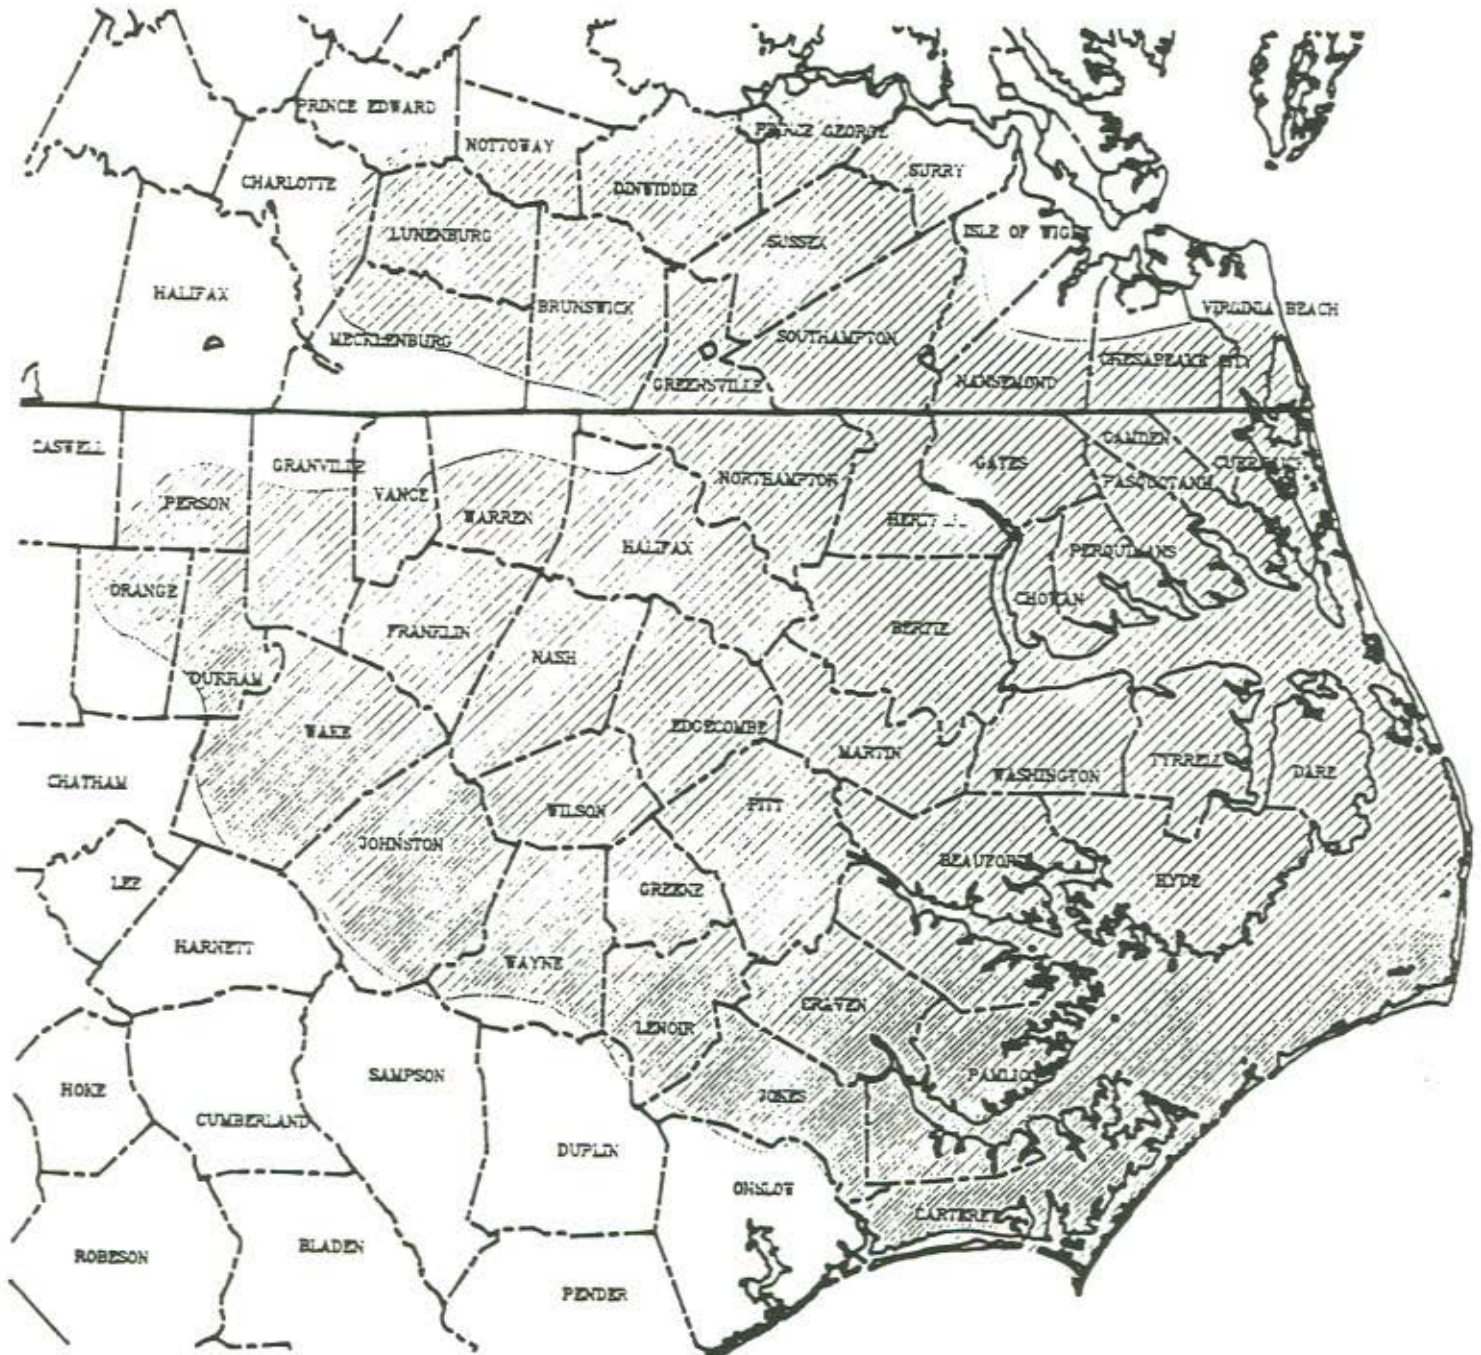 PRINCE EDWARD
NOTTOWAY
PRINCE GEORGE
CHARLOTTE
DINWIDDIE
SURRY
LUNENBURG
SUSSEX
ISLE OF WIGHT
HALIFAX
BRUNSWICK
VIRGINIA BEACH
MECKLENBURG
SOUTHAMPTON
CHESAPEAKE CITY
GREENSVILLE
NANSEMOND
CASWELL
GRANVILLE
CAMDEN
PERSON
VANCE
WARREN
NORTHAMPTON
GATES
CURRITUCK
PASQUOTANK
HERTFORD
HALIFAX
PERQUIMANS
ORANGE
CHOWAN
FRANKLIN
BERTIE
NASH
DURHAM
WAKE
EDGECOMBE
MARTIN
WASHINGTON
TYRRELL
DARE
CHATHAM
WILSON
PITT
JOHNSTON
BEAUFORT
LEE
GREENE
HYDE
HARNETT
WAYNE
CRAVEN
LENOIR
HOKE
SAMPSON
PAMLICO
CUMBERLAND
JONES
DUPLIN
ONSLOW
CARTERET
ROBESON
BLADEN
PENDER